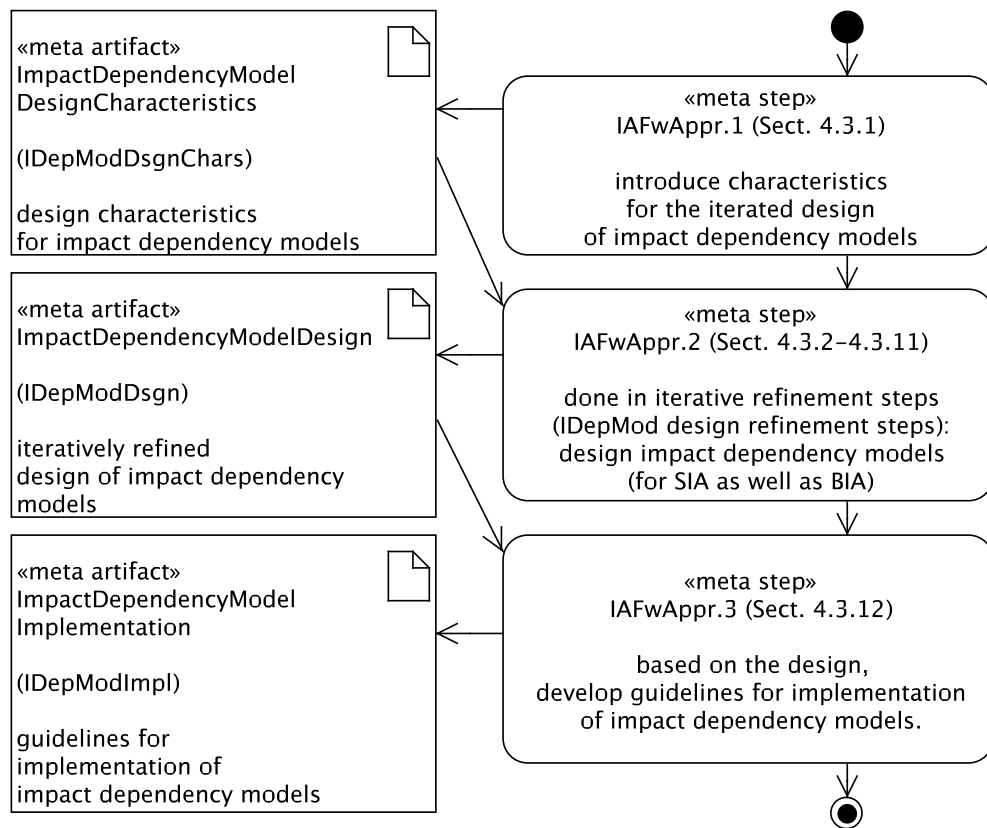 «meta artifact»
ImpactDependencyModel
DesignCharacteristics
(IDepModDsgnChars)
design characteristics
for impact dependency models
«meta step»
IAFwAppr.1 (Sect. 4.3.1)
introduce characteristics
for the iterated design
of impact dependency models
«meta artifact»
ImpactDependencyModelDesign
(IDepModDsgn)
iteratively refined
design of impact dependency
models
«meta step»
IAFwAppr.2 (Sect. 4.3.2–4.3.11)
done in iterative refinement steps
(IDepMod design refinement steps):
design impact dependency models
(for SIA as well as BIA)
«meta artifact»
ImpactDependencyModel
Implementation
(IDepModImpl)
guidelines for
implementation of
impact dependency models
«meta step»
IAFwAppr.3 (Sect. 4.3.12)
based on the design,
develop guidelines for implementation
of impact dependency models.